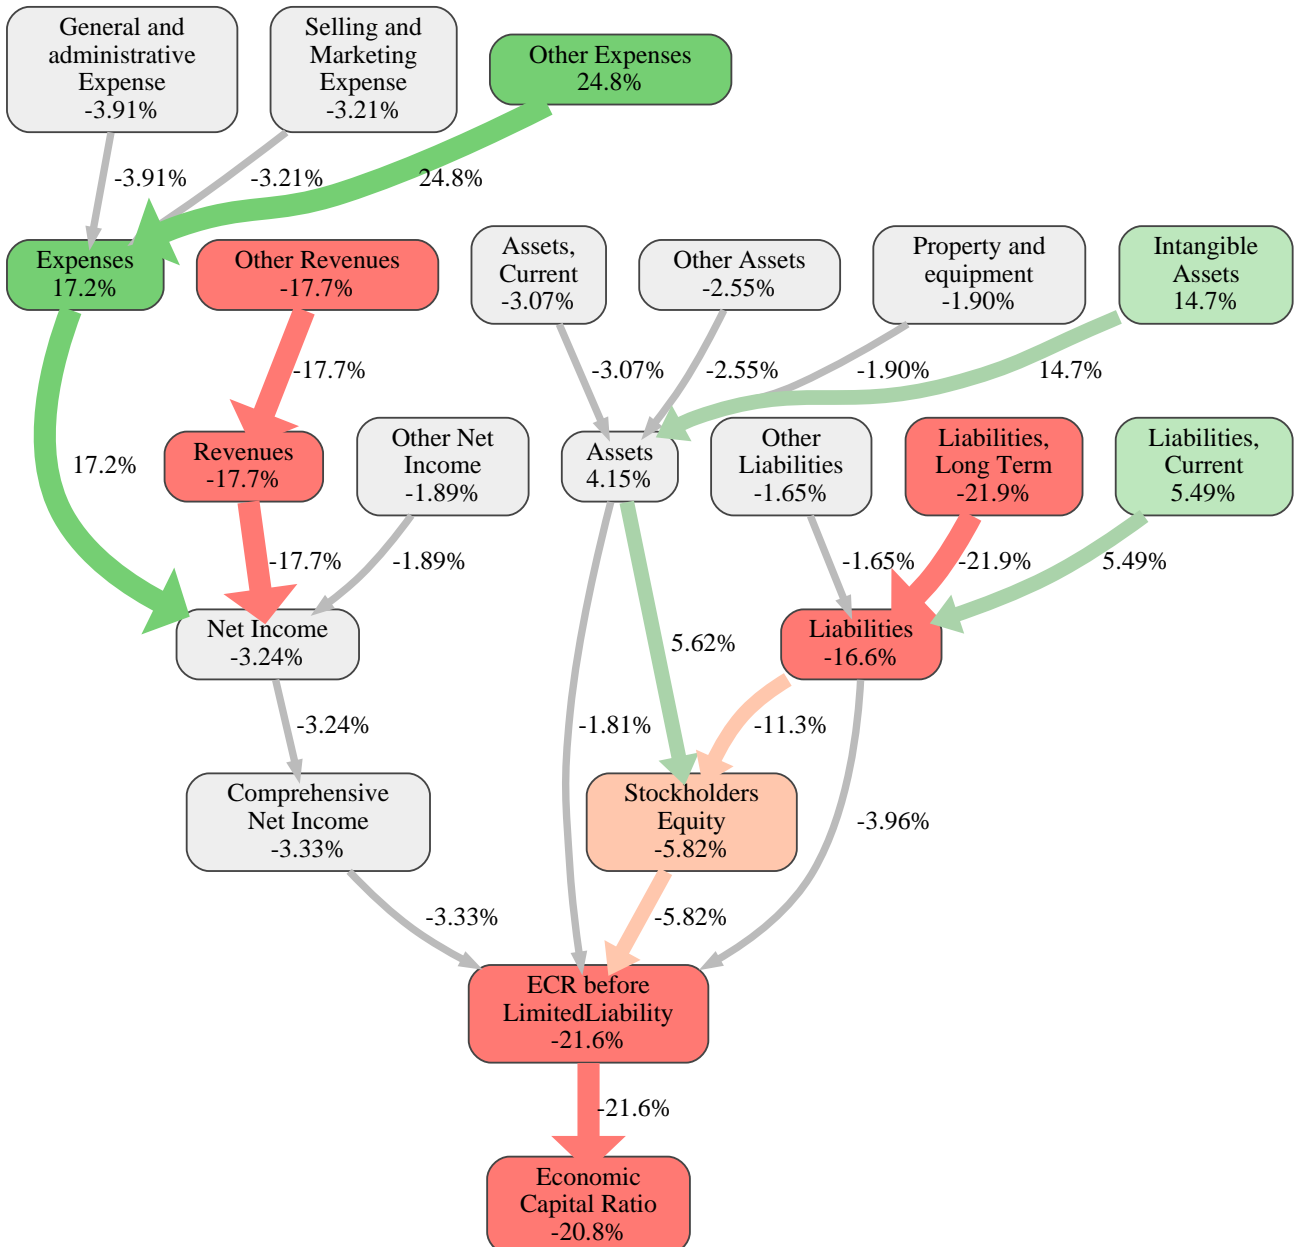 General and
administrative
Expense
-3.91%
Selling and
Marketing
Expense
-3.21%
Other Expenses
24.8%
-3.91%
-3.21%
24.8%
Expenses
17.2%
Other Revenues
-17.7%
Assets,
Current
-3.07%
Other Assets
-2.55%
Property and
equipment
-1.90%
Intangible
Assets
14.7%
-17.7%
-3.07%
-2.55%
-1.90%
14.7%
17.2%
Revenues
-17.7%
Other Net
Income
-1.89%
Assets
4.15%
Other
Liabilities
-1.65%
Liabilities,
Long Term
-21.9%
Liabilities,
Current
5.49%
-17.7%
-1.89%
-1.65%
-21.9%
5.49%
Net Income
-3.24%
5.62%
Liabilities
-16.6%
-3.24%
-1.81%
-11.3%
Comprehensive
Net Income
-3.33%
Stockholders
Equity
-5.82%
-3.96%
-3.33%
-5.82%
ECR before
LimitedLiability
-21.6%
-21.6%
Economic
Capital Ratio
-20.8%